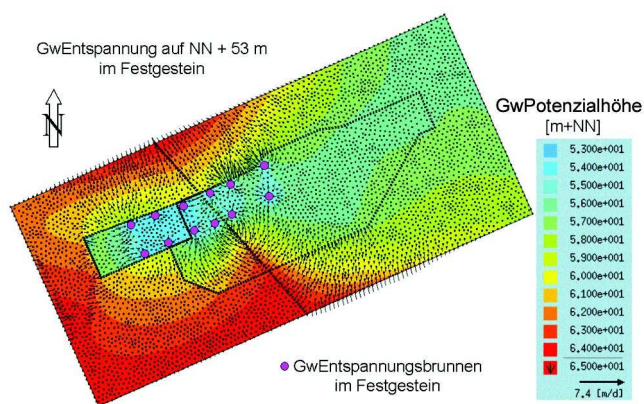 GwEntspannung auf NN + 53 m
im Festgestein
N
GwPotenzialhöhe
[m+NN]
5.300e+001
5.400e+001
5.500e+001
5.600e+001
5.700e+001
5.800e+001
5.900e+001
6.000e+001
6.100e+001
6.200e+001
6.300e+001
6.400e+001
6.500e+001
7.4 [m/d]
GwEntspannungsbrunnen
im Festgestein